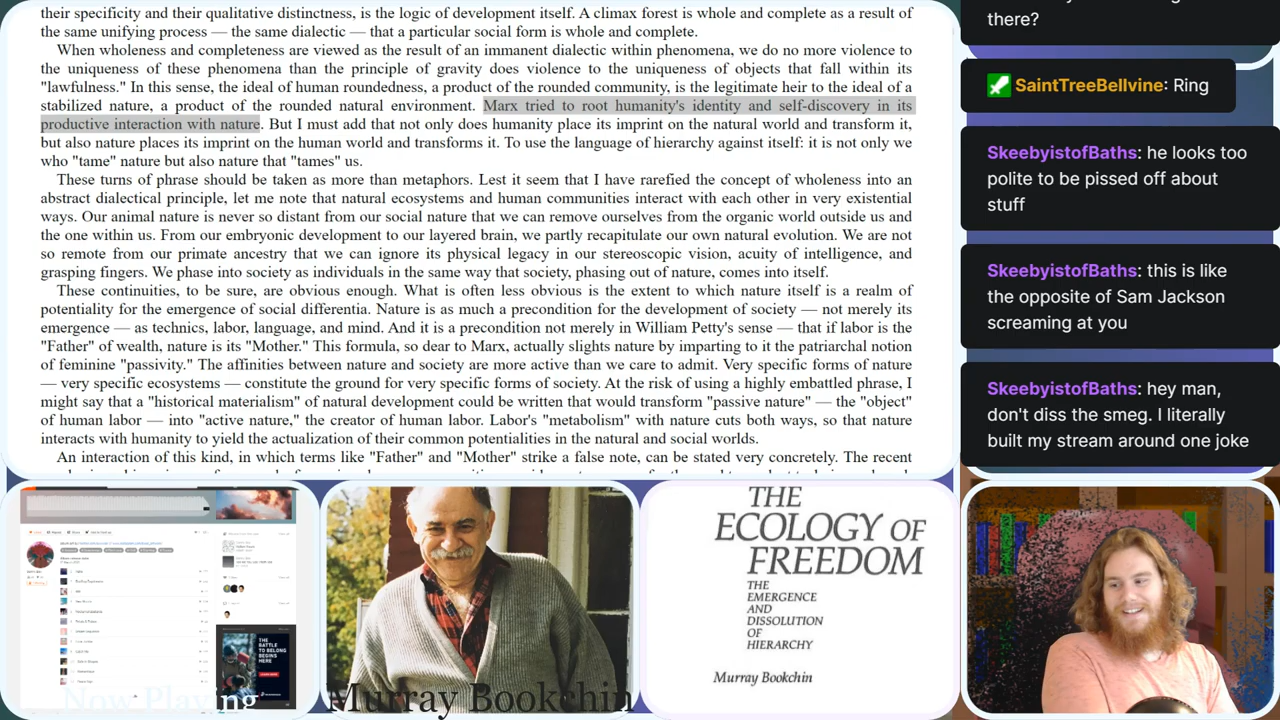 their specificity and their qualitative distinctness, is the logic of development itself. A climax forest is whole and complete as a result of
the same unifying process — the same dialectic — that a particular social form is whole and complete.
When wholeness and completeness are viewed as the result of an immanent dialectic within phenomena, we do no more violence to
the uniqueness of these phenomena than the principle of gravity does violence to the uniqueness of objects that fall within its
"lawfulness." In this sense, the ideal of human roundedness, a product of the rounded community, is the legitimate heir to the ideal of a
stabilized nature, a product of the rounded natural environment. Marx tried to root humanity's identity and self-discovery in its
productive interaction with nature. But I must add that not only does humanity place its imprint on the natural world and transform it,
but also nature places its imprint on the human world and transforms it. To use the language of hierarchy against itself: it is not only we
who "tame" nature but also nature that "tames" us.
These turns of phrase should be taken as more than metaphors. Lest it seem that I have rarefied the concept of wholeness into an
abstract dialectical principle, let me note that natural ecosystems and human communities interact with each other in very existential
ways. Our animal nature is never so distant from our social nature that we can remove ourselves from the organic world outside us and
the one within us. From our embryonic development to our layered brain, we partly recapitulate our own natural evolution. We are not
so remote from our primate ancestry that we can ignore its physical legacy in our stereoscopic vision, acuity of intelligence, and
grasping fingers. We phase into society as individuals in the same way that society, phasing out of nature, comes into itself.
These continuities, to be sure, are obvious enough. What is often less obvious is the extent to which nature itself is a realm of
potentiality for the emergence of social differentia. Nature is as much a precondition for the development of society — not merely its
emergence — as technics, labor, language, and mind. And it is a precondition not merely in William Petty's sense — that if labor is the
"Father" of wealth, nature is its "Mother." This formula, so dear to Marx, actually slights nature by imparting to it the patriarchal notion
of feminine "passivity." The affinities between nature and society are more active than we care to admit. Very specific forms of nature
— very specific ecosystems — constitute the ground for very specific forms of society. At the risk of using a highly embattled phrase, I
might say that a "historical materialism" of natural development could be written that would transform "passive nature" — the "object"
of human labor — into "active nature," the creator of human labor. Labor's "metabolism" with nature cuts both ways, so that nature
interacts with humanity to yield the actualization of their common potentialities in the natural and social worlds.
An interaction of this kind, in which terms like "Father" and "Mother" strike a false note, can be stated very concretely. The recent
there?
SaintTreeBellvine: Ring
SkeebyistofBaths: he looks too
polite to be pissed off about
stuff
SkeebyistofBaths: this is like
the opposite of Sam Jackson
screaming at you
SkeebyistofBaths: hey man,
don't diss the smeg. I literally
built my stream around one joke
THE
BATTLE
TO BELONG
BEGINS
HERE
Now Playing
Murray Bookchin
THE
ECOLOGY OF
FREEDOM
THE
EMERGENCE
AND
DISSOLUTION
OF
HIERARCHY
Murray Bookchin